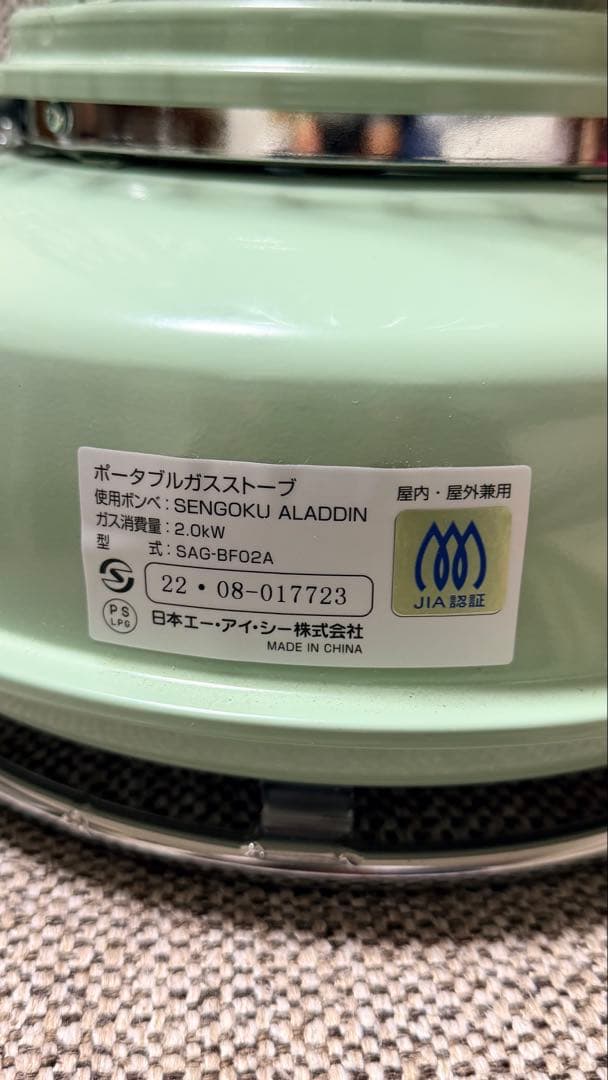 ポータブルガスストーブ
使用ボンベ：SENGOKU ALADDIN
ガス消費量：2.0kW
型　　式：SAG-BF02A
22・08-017723
PS
LPG
日本エー・アイ・シー株式会社
MADE IN CHINA
屋内・屋外兼用
JIA認証